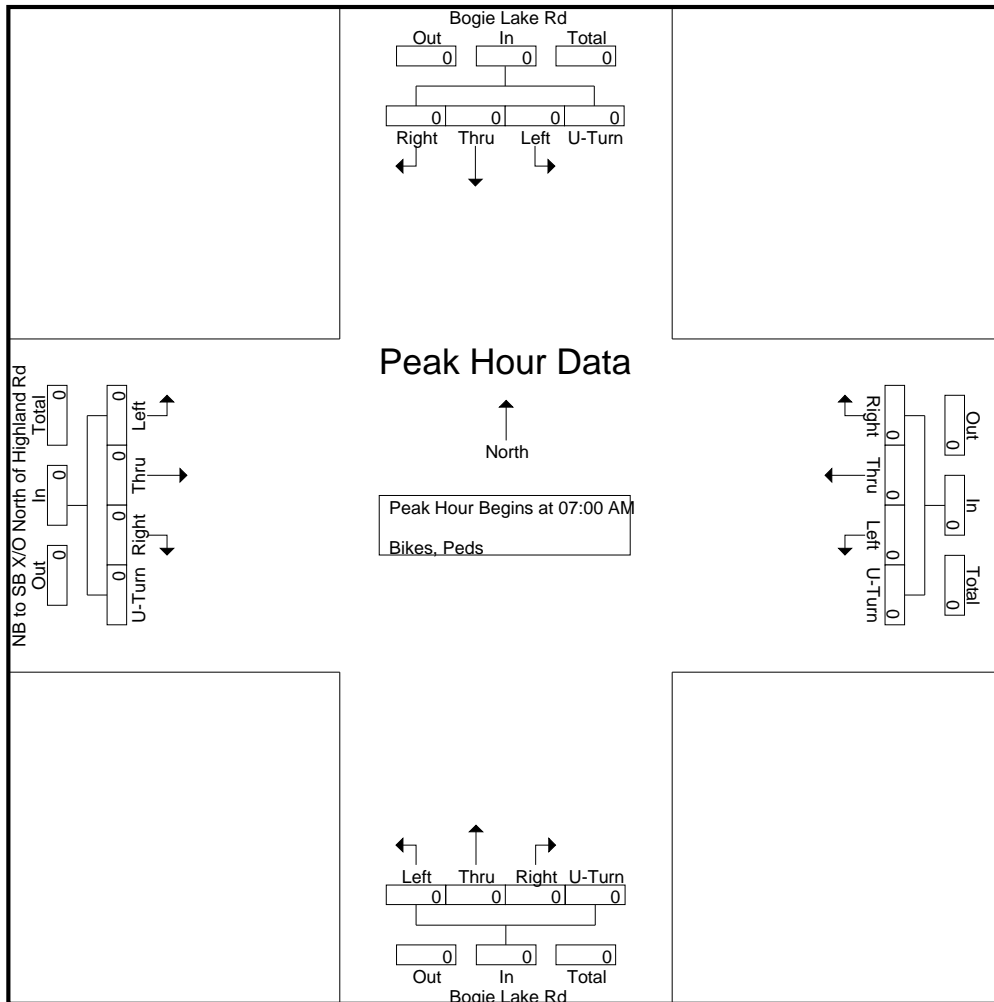 Bogie Lake Rd
Out In Total
0 0 0
0 0 0 0
Right Thru Left U-Turn
Peak Hour Data
North
Peak Hour Begins at 07:00 AM
Bikes, Peds
NB to SB X/O North of Highland Rd
Out In Total
0 0 0
0 0 0 0
U-Turn Right Thru Left
Out In Total
0 0 0
0 0 0 0
Right Thru Left U-Turn
Left Thru Right U-Turn
0 0 0 0
0 0 0
Out In Total
Bogie Lake Rd